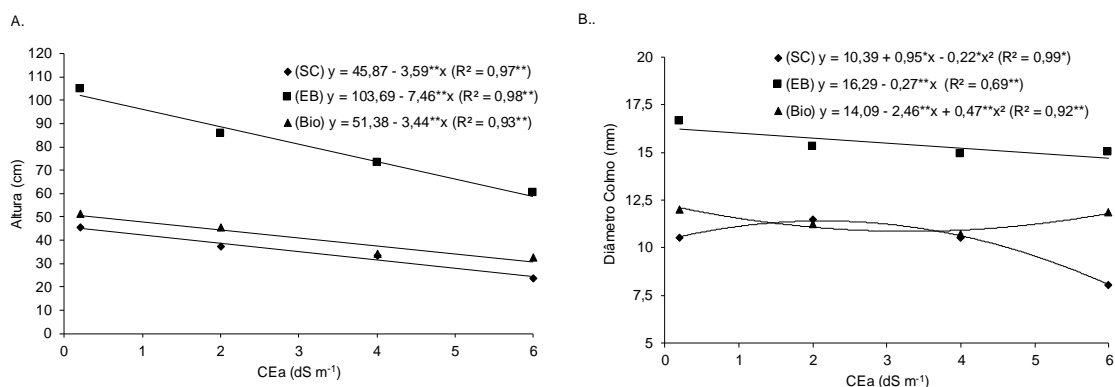 A.
(SC) y = 45,87 - 3,59**x (R² = 0,97**)
(EB) y = 103,69 - 7,46**x (R² = 0,98**)
(Bio) y = 51,38 - 3,44**x (R² = 0,93**)
120
110
100
90
80
70
60
50
40
30
20
10
0
Altura (cm)
0 1 2 3 4 5 6
CEa (dS m⁻¹)
B..
(SC) y = 10,39 + 0,95*x - 0,22*x² (R² = 0,99*)
(EB) y = 16,29 - 0,27**x (R² = 0,69**)
(Bio) y = 14,09 - 2,46**x + 0,47**x² (R² = 0,92**)
20
17,5
15
12,5
10
7,5
5
Diámetro Colmo (mm)
0 1 2 3 4 5 6
CEa (dS m⁻¹)